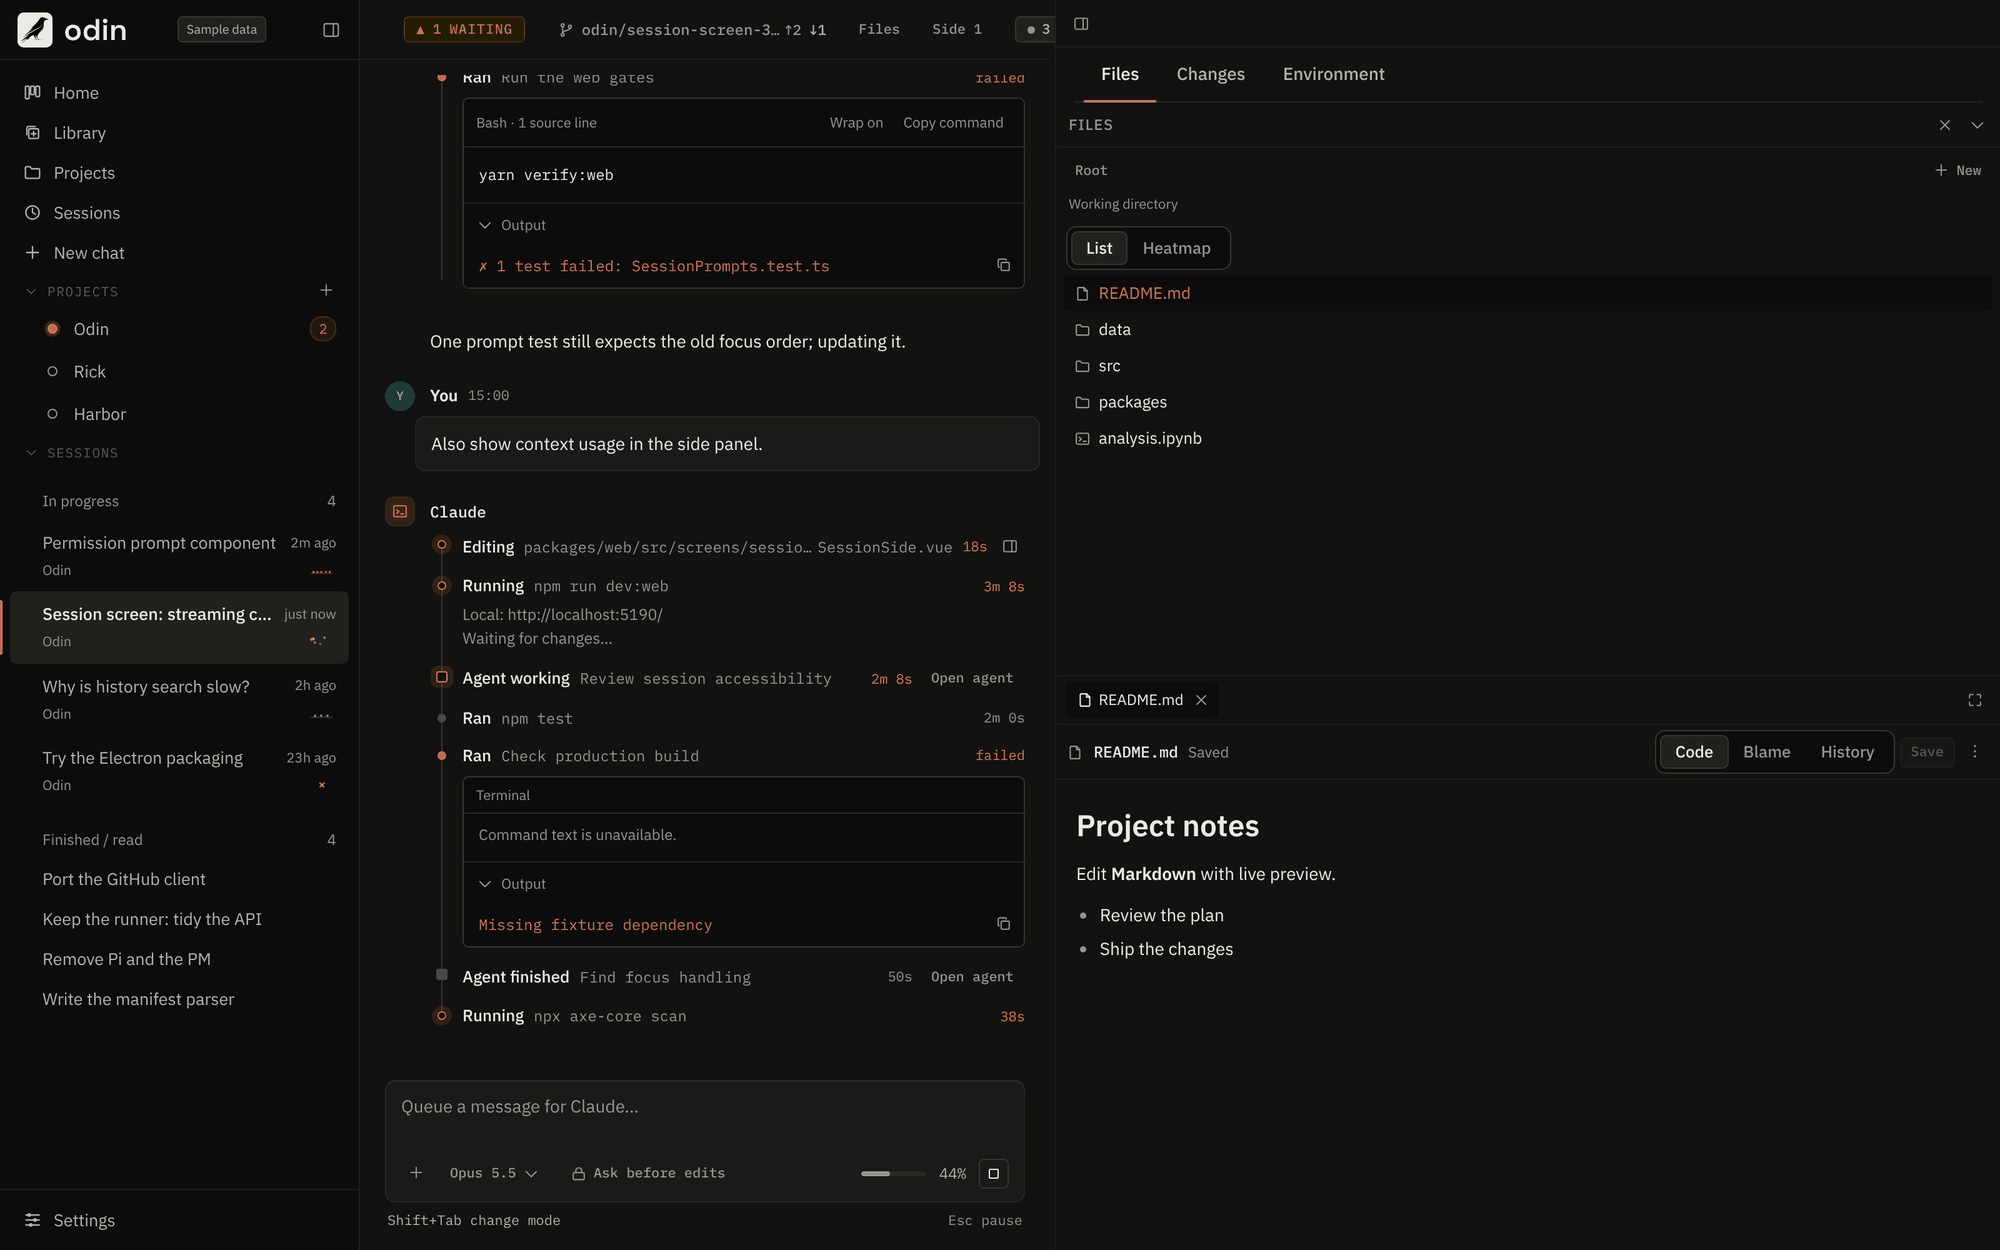 odin
Sample data
Home
Library
Projects
Sessions
New chat
PROJECTS
Odin 2
Rick
Harbor
SESSIONS
In progress 4
Permission prompt component 2m ago
Odin
Session screen: streaming c... just now
Odin
Why is history search slow? 2h ago
Odin
Try the Electron packaging 23h ago
Odin
Finished / read 4
Port the GitHub client
Keep the runner: tidy the API
Remove Pi and the PM
Write the manifest parser
Settings
▲ 1 WAITING odin/session-screen-3… ↑2 ↓1 Files Side 1 ● 3
Ran Run the web gates failed
Bash · 1 source line Wrap on Copy command
yarn verify:web
Output
✗ 1 test failed: SessionPrompts.test.ts
One prompt test still expects the old focus order; updating it.
Y You 15:00
Also show context usage in the side panel.
Claude
Editing packages/web/src/screens/sessio… SessionSide.vue 18s
Running npm run dev:web 3m 8s
Local: http://localhost:5190/
Waiting for changes...
Agent working Review session accessibility 2m 8s Open agent
Ran npm test 2m 0s
Ran Check production build failed
Terminal
Command text is unavailable.
Output
Missing fixture dependency
Agent finished Find focus handling 50s Open agent
Running npx axe-core scan 38s
Queue a message for Claude...
Opus 5.5 Ask before edits 44%
Shift+Tab change mode Esc pause
Files Changes Environment
FILES
Root New
Working directory
List Heatmap
README.md
data
src
packages
analysis.ipynb
README.md
README.md Saved Code Blame History Save
Project notes
Edit Markdown with live preview.
• Review the plan
• Ship the changes